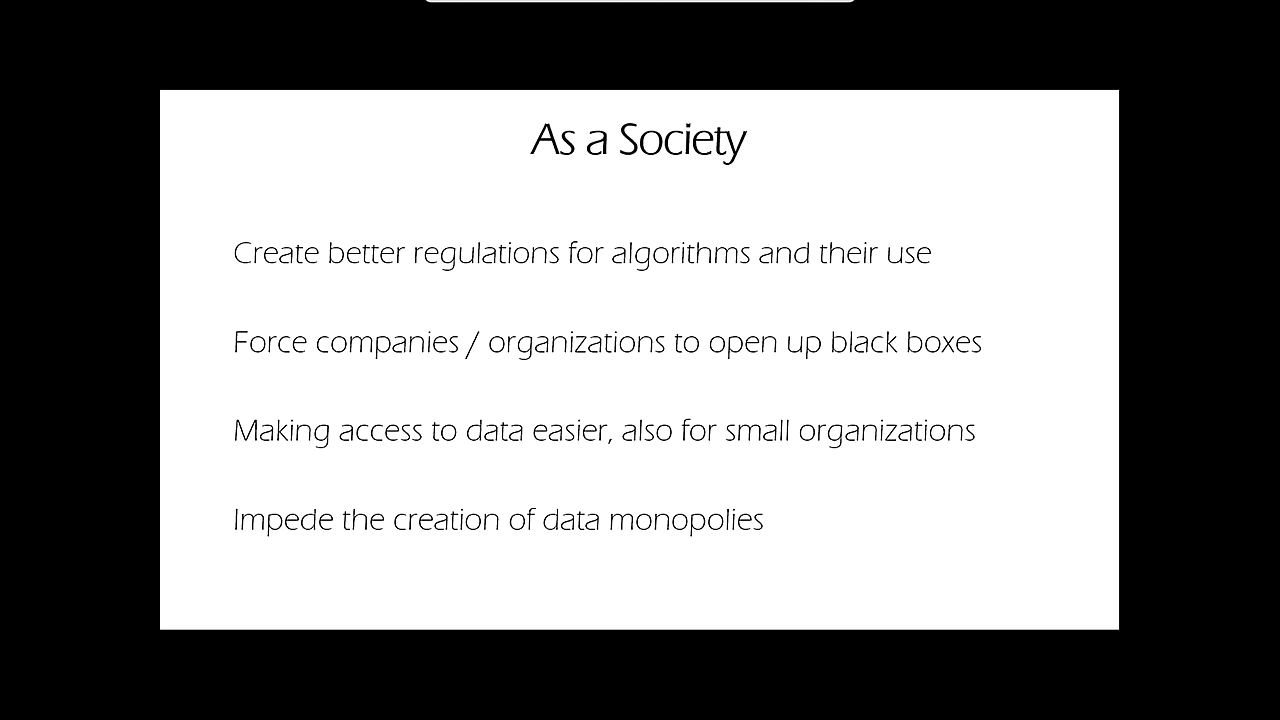 As a Society
Create better regulations for algorithms and their use
Force companies / organizations to open up black boxes
Making access to data easier, also for small organizations
Impede the creation of data monopolies